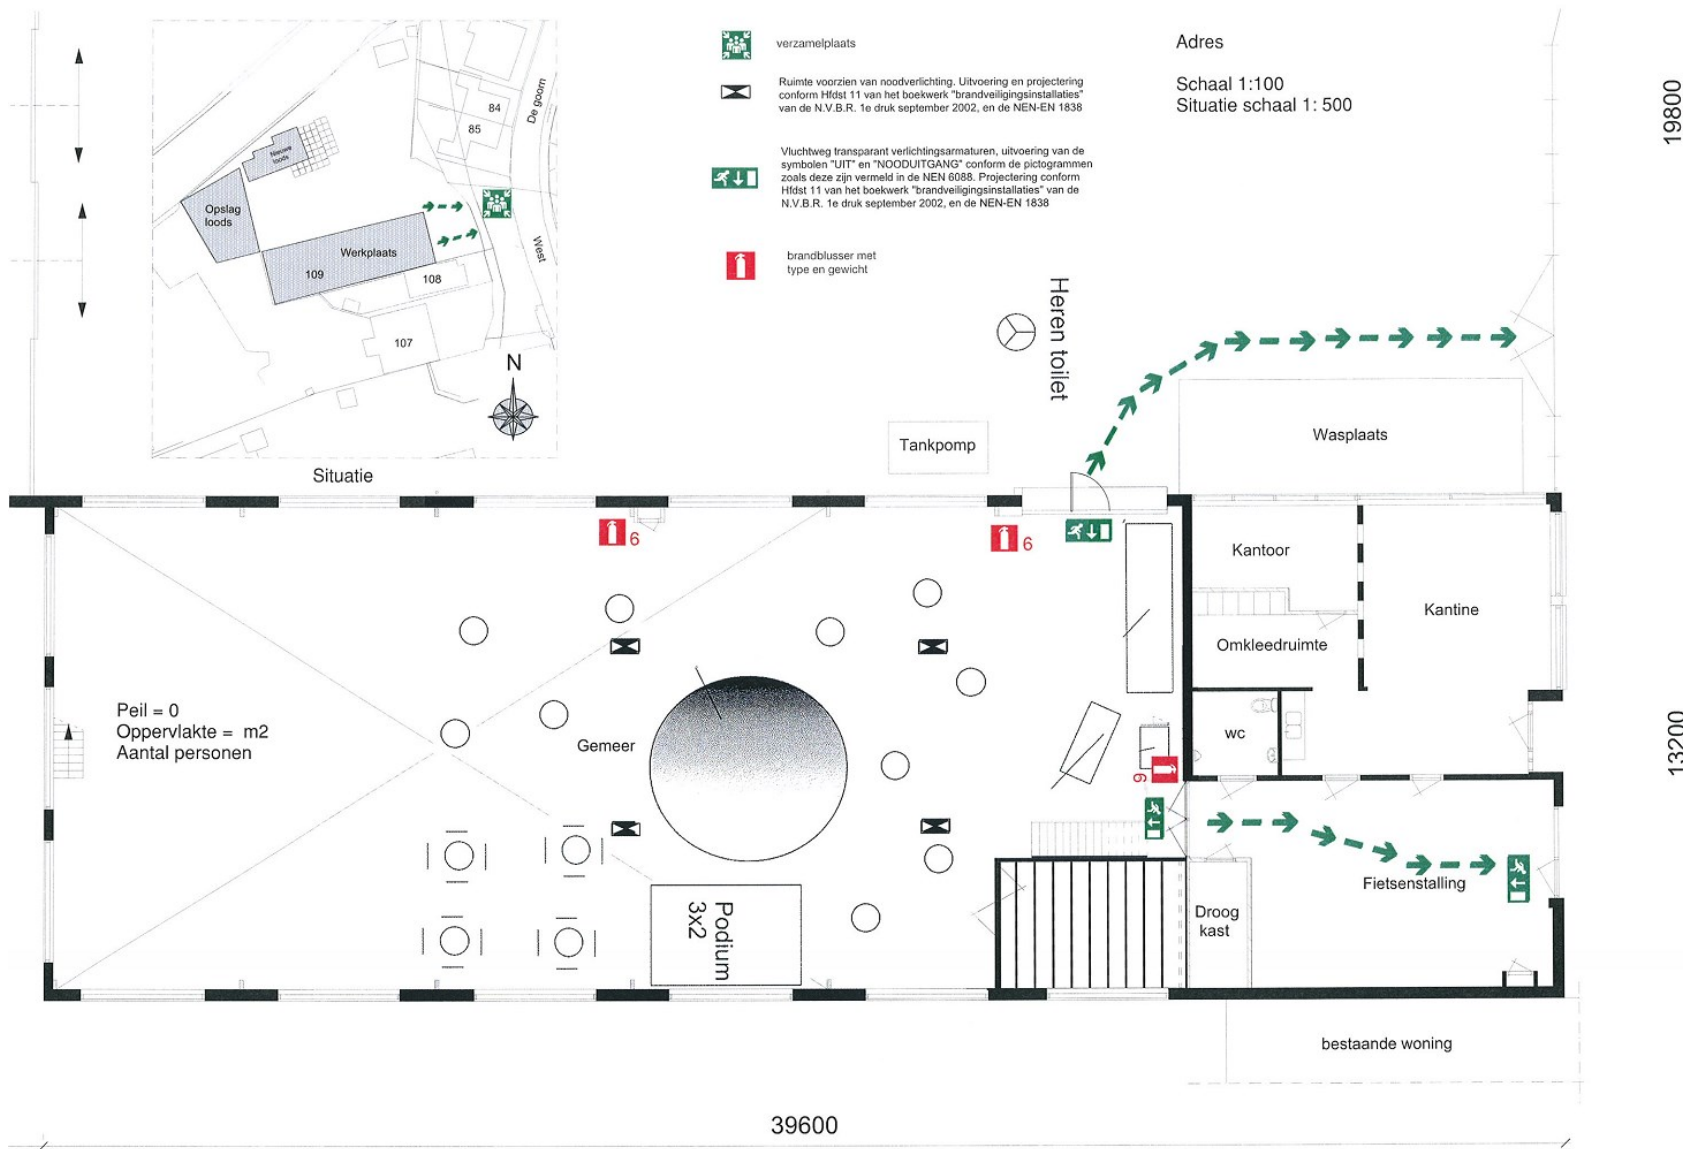 verzamelplaats
Ruimte voorzien van noodverlichting. Uitvoering en projectering
conform Hfdst 11 van het boekwerk "brandveiligingsinstallaties"
van de N.V.B.R. 1e druk september 2002, en de NEN-EN 1838
Vluchtweg transparant verlichtingsarmaturen, uitvoering van de
symbolen "UIT" en "NOODUITGANG" conform de pictogrammen
zoals deze zijn vermeld in de NEN 6088. Projectering conform
Hfdst 11 van het boekwerk "brandveiligingsinstallaties" van de
N.V.B.R. 1e druk september 2002, en de NEN-EN 1838
brandblusser met
type en gewicht
Adres
Schaal 1:100
Situatie schaal 1: 500
19800
84
85
De goorn
Nieuwe
loods
Opslag
loods
Werkplaats
109
108
107
West
N
Situatie
Heren toilet
Tankpomp
Wasplaats
6
6
Kantoor
Kantine
Omkleedruimte
wc
Peil = 0
Oppervlakte = m2
Aantal personen
Gemeer
6
13200
Podium
3x2
Droog
kast
Fietsenstalling
bestaande woning
39600